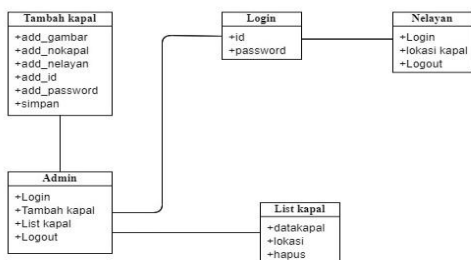 Tambah kapal
+add_gambar
+add_nokapal
+add_nelayan
+add_id
+add_password
+simpan
Login
+id
+password
Nelayan
+Login
+lokasi kapal
+Logout
Admin
+Login
+Tambah kapal
+List kapal
+Logout
List kapal
+datakapal
+lokasi
+hapus